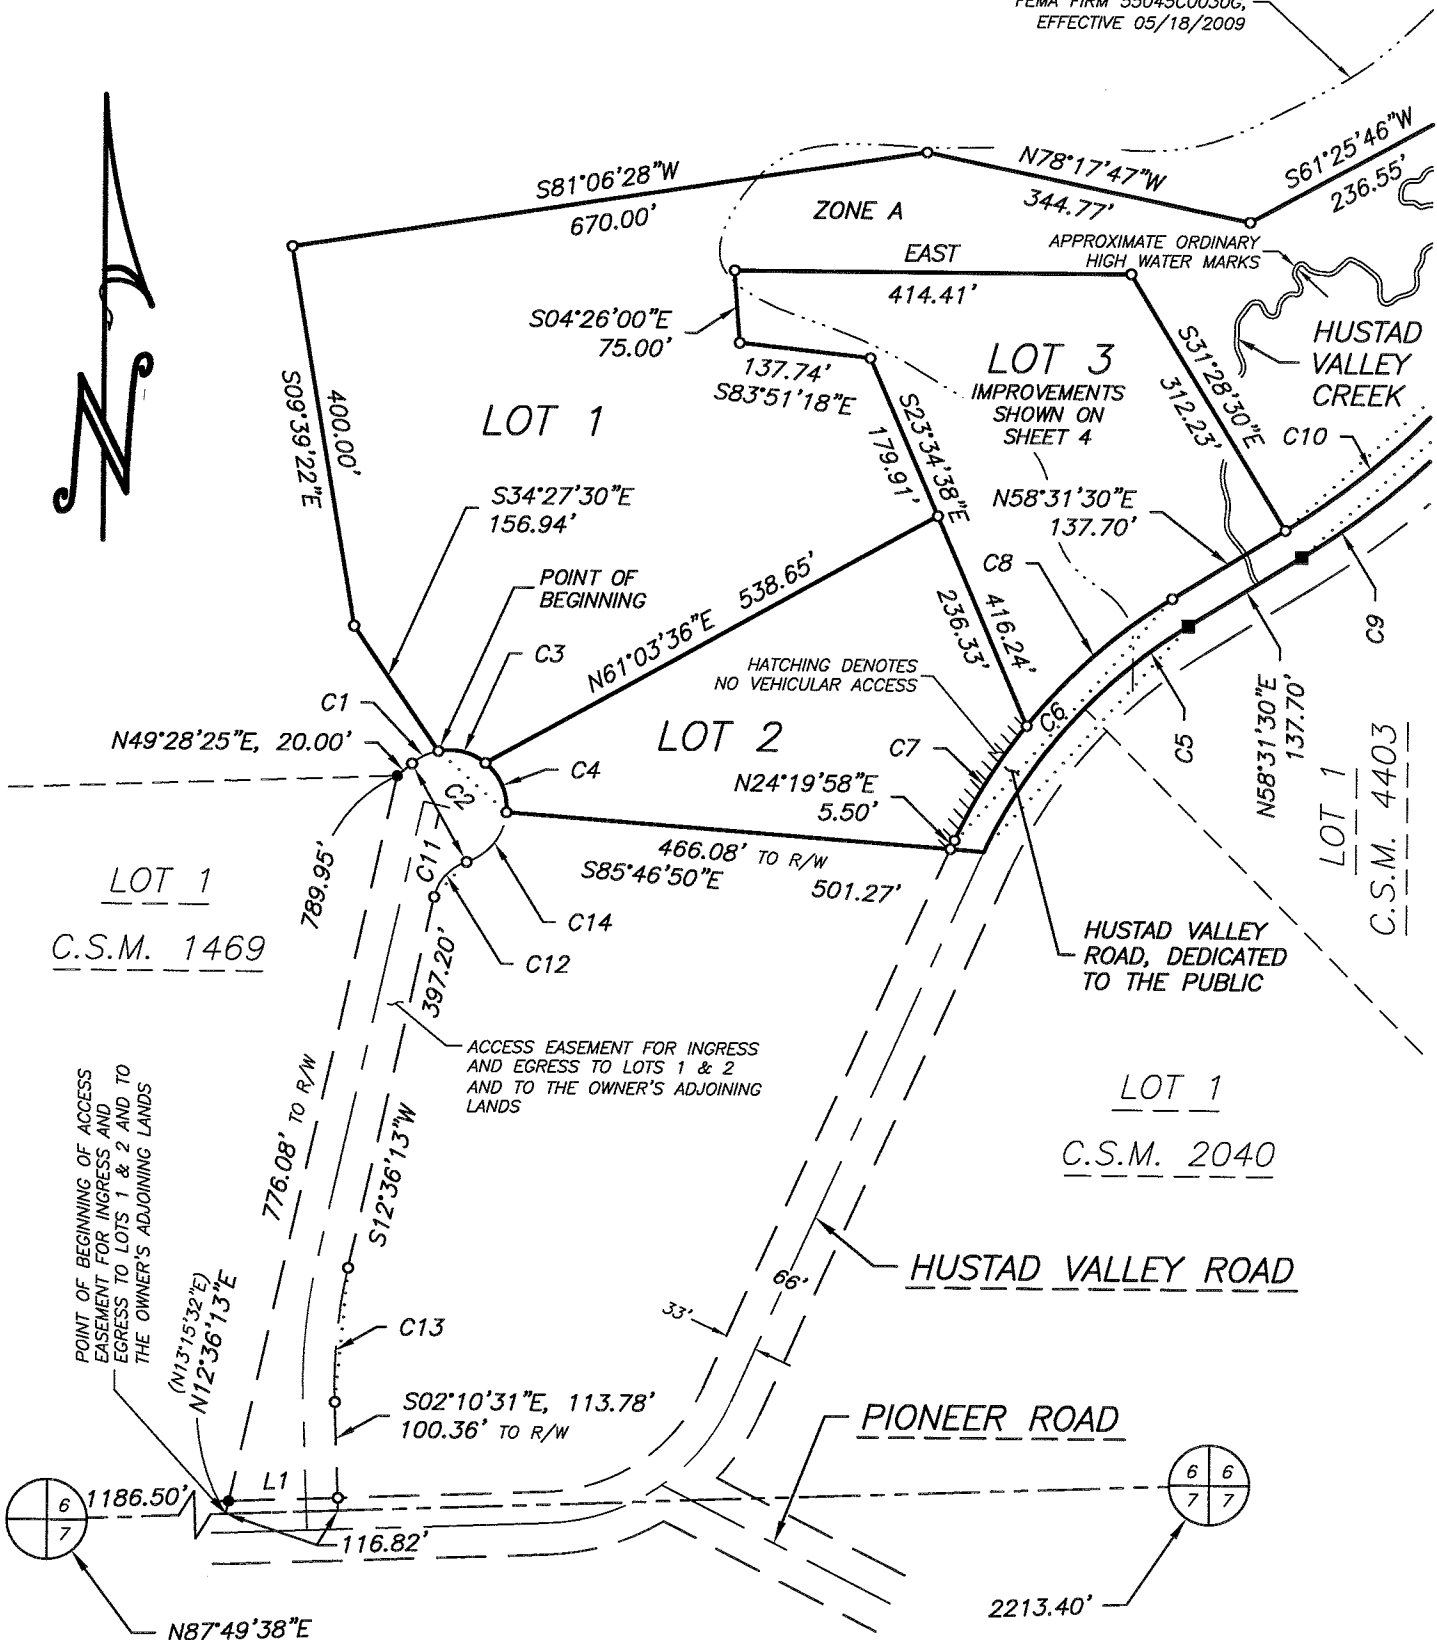 FEMA FIRM 55045C0030G,
EFFECTIVE 05/18/2009
S81°06'28"W
670.00'
N78°17'47"W
344.77'
S61°25'46"W
236.55'
ZONE A
EAST
414.41'
APPROXIMATE ORDINARY
HIGH WATER MARKS
S04°26'00"E
75.00'
137.74'
S83°51'18"E
LOT 3
IMPROVEMENTS
SHOWN ON
SHEET 4
S31°28'30"E
312.23'
HUSTAD
VALLEY
CREEK
C10
N
S09°39'22"E
400.00'
LOT 1
S23°34'38"E
179.91'
S34°27'30"E
156.94'
N58°31'30"E
137.70'
POINT OF
BEGINNING
C8
N61°03'36"E 538.65'
236.33'
416.24'
C3
C9
HATCHING DENOTES
NO VEHICULAR ACCESS
C1
N49°28'25"E, 20.00'
LOT 2
C7
C6
C5
N58°31'30"E
137.70'
LOT 1
C.S.M. 4403
C4
C2
N24°19'58"E
5.50'
466.08' TO R/W
S85°46'50"E
501.27'
789.95'
C11
LOT 1
C.S.M. 1469
C14
C12
397.20'
HUSTAD VALLEY
ROAD, DEDICATED
TO THE PUBLIC
ACCESS EASEMENT FOR INGRESS
AND EGRESS TO LOTS 1 & 2
AND TO THE OWNER'S ADJOINING
LANDS
LOT 1
C.S.M. 2040
POINT OF BEGINNING OF ACCESS
EASEMENT FOR INGRESS AND
EGRESS TO LOTS 1 & 2 AND TO
THE OWNER'S ADJOINING LANDS
776.08' TO R/W
S12°36'13"W
(N13°15'32"E)
N12°36'13"E
HUSTAD VALLEY ROAD
66'
33'
C13
S02°10'31"E, 113.78'
100.36' TO R/W
PIONEER ROAD
L1
6
7
1186.50'
116.82'
6 6
7 7
N87°49'38"E
2213.40'